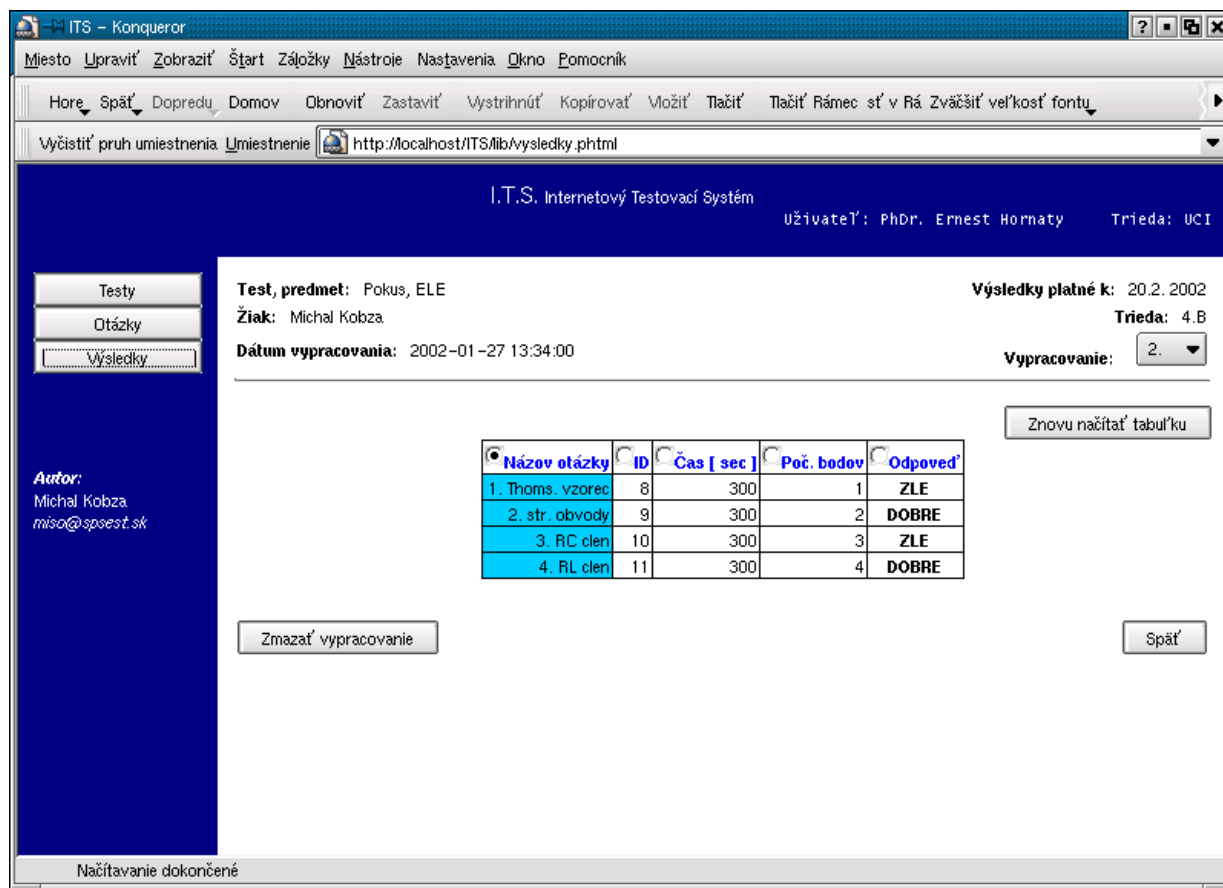 ITS – Konqueror
Miesto Upraviť Zobraziť Štart Záložky Nástroje Nastavenia Okno Pomocník
Hore Späť Dopredu Domov Obnoviť Zastaviť Vystrihnúť Kopírovať Vložiť Tlačiť Tlačiť Rámec sť v Rá Zväčšiť veľkosť fontu
Vyčistiť pruh umiestnenia Umiestnenie http://localhost/ITS/lib/vysledky.phtml
I.T.S. Internetový Testovací Systém
Užívateľ: PhDr. Ernest Hornaty Trieda: UCI
Testy
Otázky
Výsledky
Autor:
Michal Kobza
miso@spsest.sk
Test, predmet: Pokus, ELE
Výsledky platné k: 20.2. 2002
Žiak: Michal Kobza
Trieda: 4.B
Dátum vypracovania: 2002-01-27 13:34:00
Vypracovanie: 2.
Znovu načítať tabuľku
Názov otázky ID Čas [ sec ] Poč. bodov Odpoveď
1. Thoms. vzorec 8 300 1 ZLE
2. str. obvody 9 300 2 DOBRE
3. RC clen 10 300 3 ZLE
4. RL clen 11 300 4 DOBRE
Zmazať vypracovanie
Späť
Načítavanie dokončené